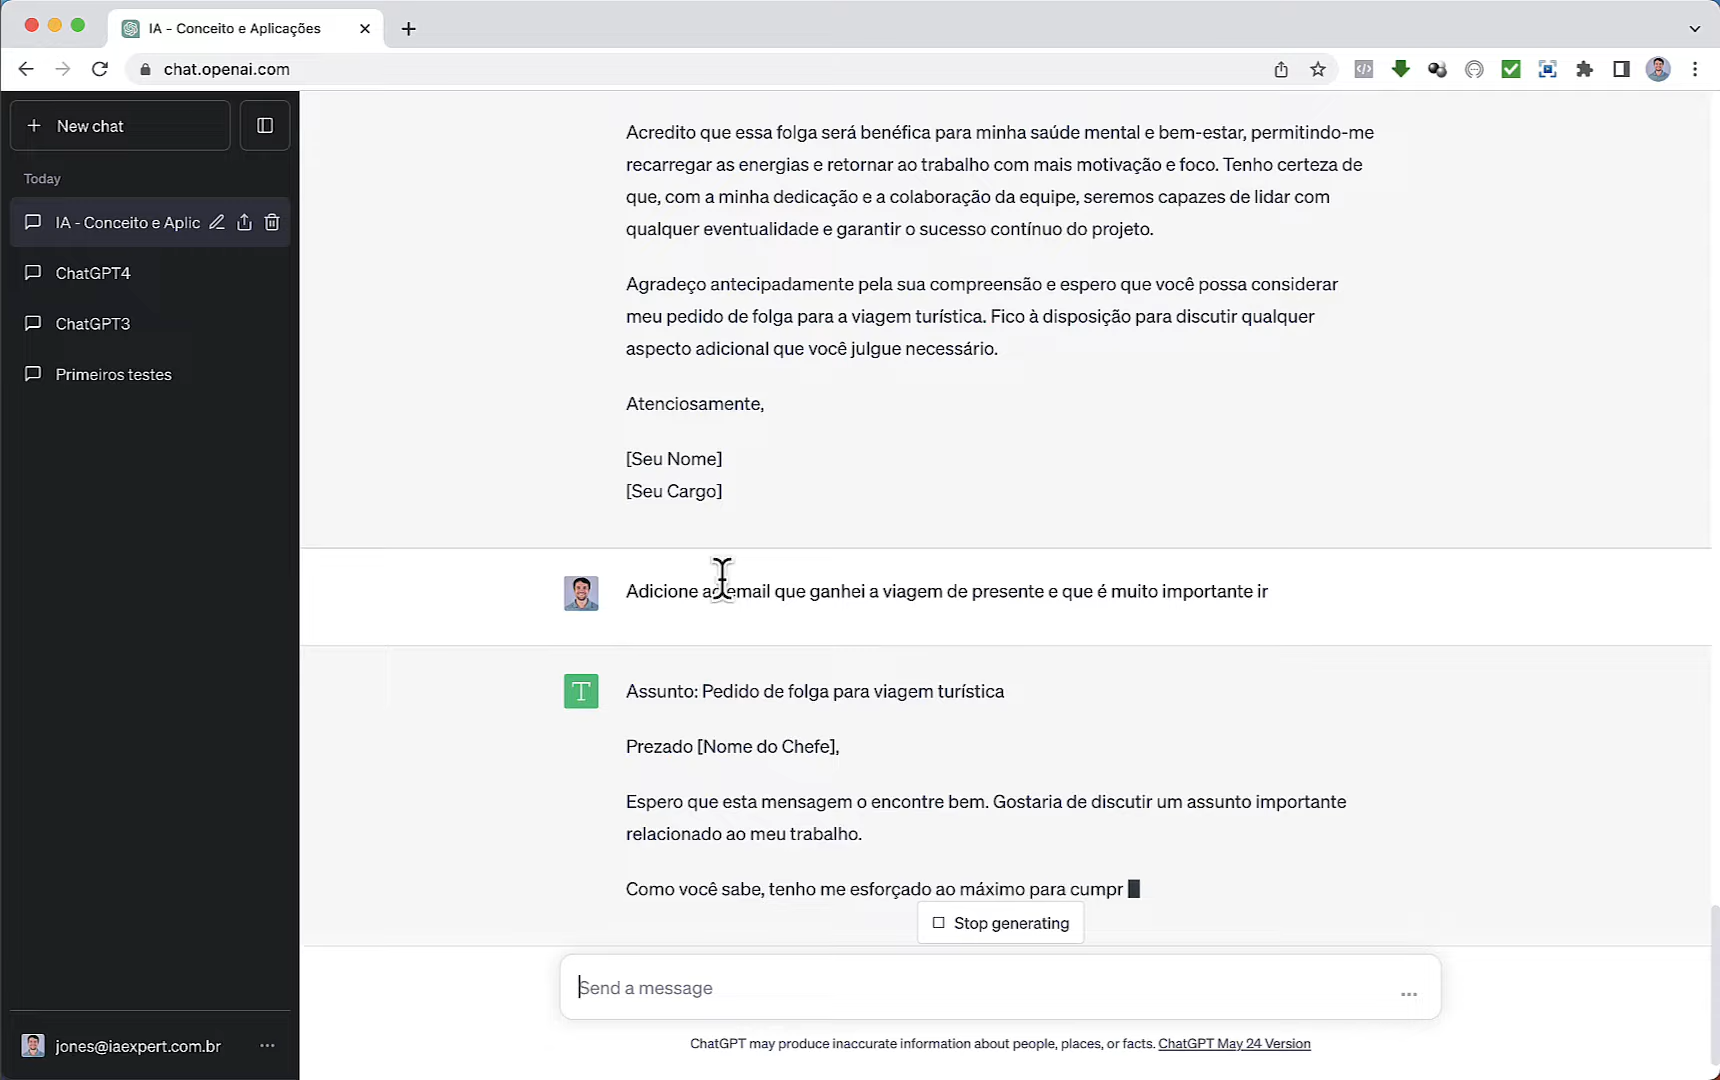 IA - Conceito e Aplicações
chat.openai.com
New chat
Today
IA - Conceito e Aplic
ChatGPT4
ChatGPT3
Primeiros testes
Acredito que essa folga será benéfica para minha saúde mental e bem-estar, permitindo-me
recarregar as energias e retornar ao trabalho com mais motivação e foco. Tenho certeza de
que, com a minha dedicação e a colaboração da equipe, seremos capazes de lidar com
qualquer eventualidade e garantir o sucesso contínuo do projeto.
Agradeço antecipadamente pela sua compreensão e espero que você possa considerar
meu pedido de folga para a viagem turística. Fico à disposição para discutir qualquer
aspecto adicional que você julgue necessário.
Atenciosamente,
[Seu Nome]
[Seu Cargo]
Adicione ao email que ganhei a viagem de presente e que é muito importante ir
T
Assunto: Pedido de folga para viagem turística
Prezado [Nome do Chefe],
Espero que esta mensagem o encontre bem. Gostaria de discutir um assunto importante
relacionado ao meu trabalho.
Como você sabe, tenho me esforçado ao máximo para cumpr
Stop generating
Send a message
jones@iaexpert.com.br
ChatGPT may produce inaccurate information about people, places, or facts. ChatGPT May 24 Version